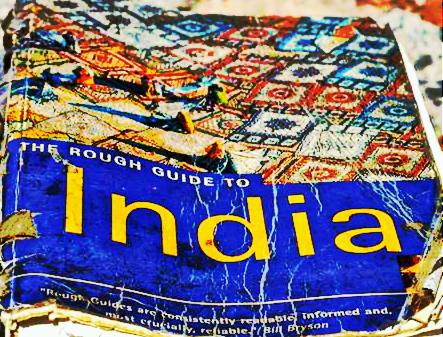 THE ROUGH GUIDE TO
India
"Rough Guides are consistently readable, informed and,
most crucially, reliable." Bill Bryson